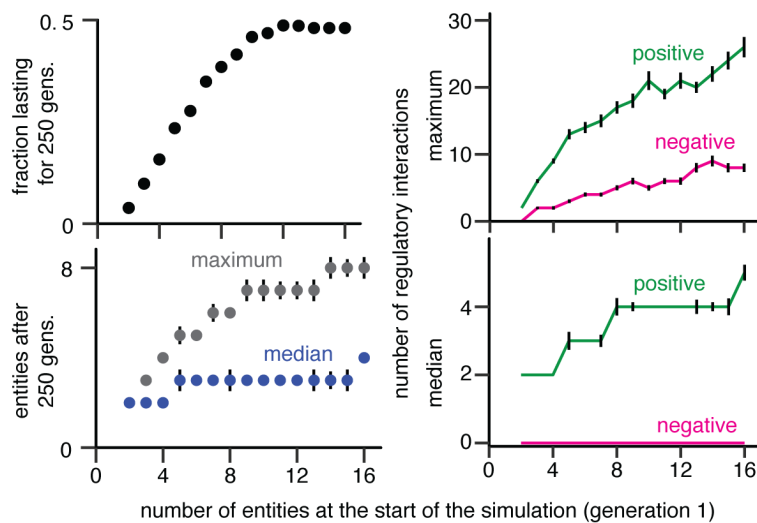 0. 5
0
fraction lasting
for 250 gens.
8
0
entities after
250 gens.
maximum
median
0
4
8
12
16
30
20
10
0
positive
negative
number of regulatory interactions
maximum
median
4
2
0
positive
negative
0
4
8
12
16
number of entities at the start of the simulation (generation 1)